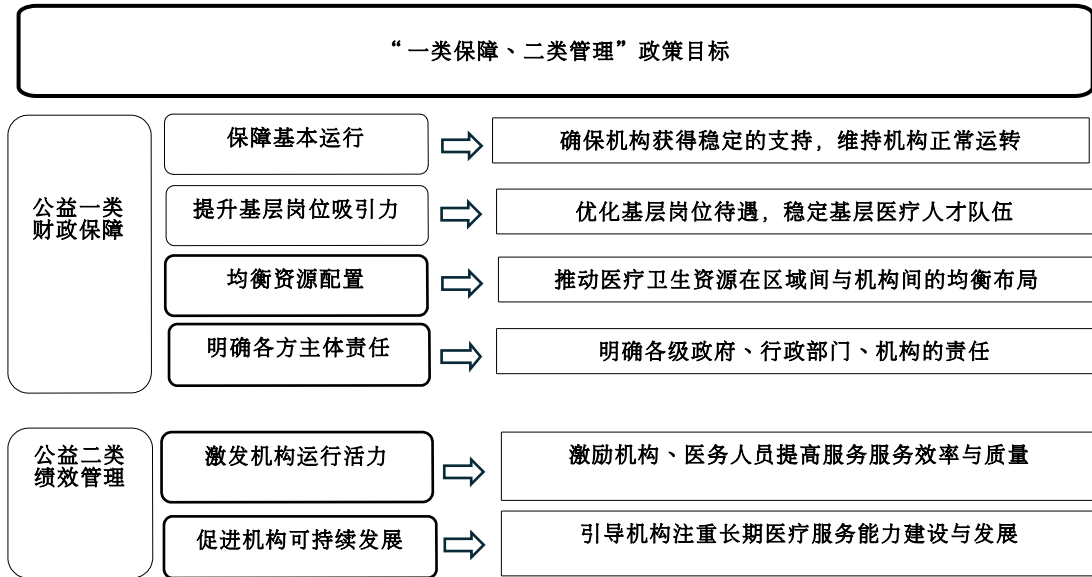 “一类保障、二类管理”政策目标
公益一类
财政保障
保障基本运行
确保机构获得稳定的支持，维持机构正常运转
提升基层岗位吸引力
优化基层岗位待遇，稳定基层医疗人才队伍
均衡资源配置
推动医疗卫生资源在区域间与机构间的均衡布局
明确各方主体责任
明确各级政府、行政部门、机构的责任
公益二类
绩效管理
激发机构运行活力
激励机构、医务人员提高服务服务效率与质量
促进机构可持续发展
引导机构注重长期医疗服务能力建设与发展